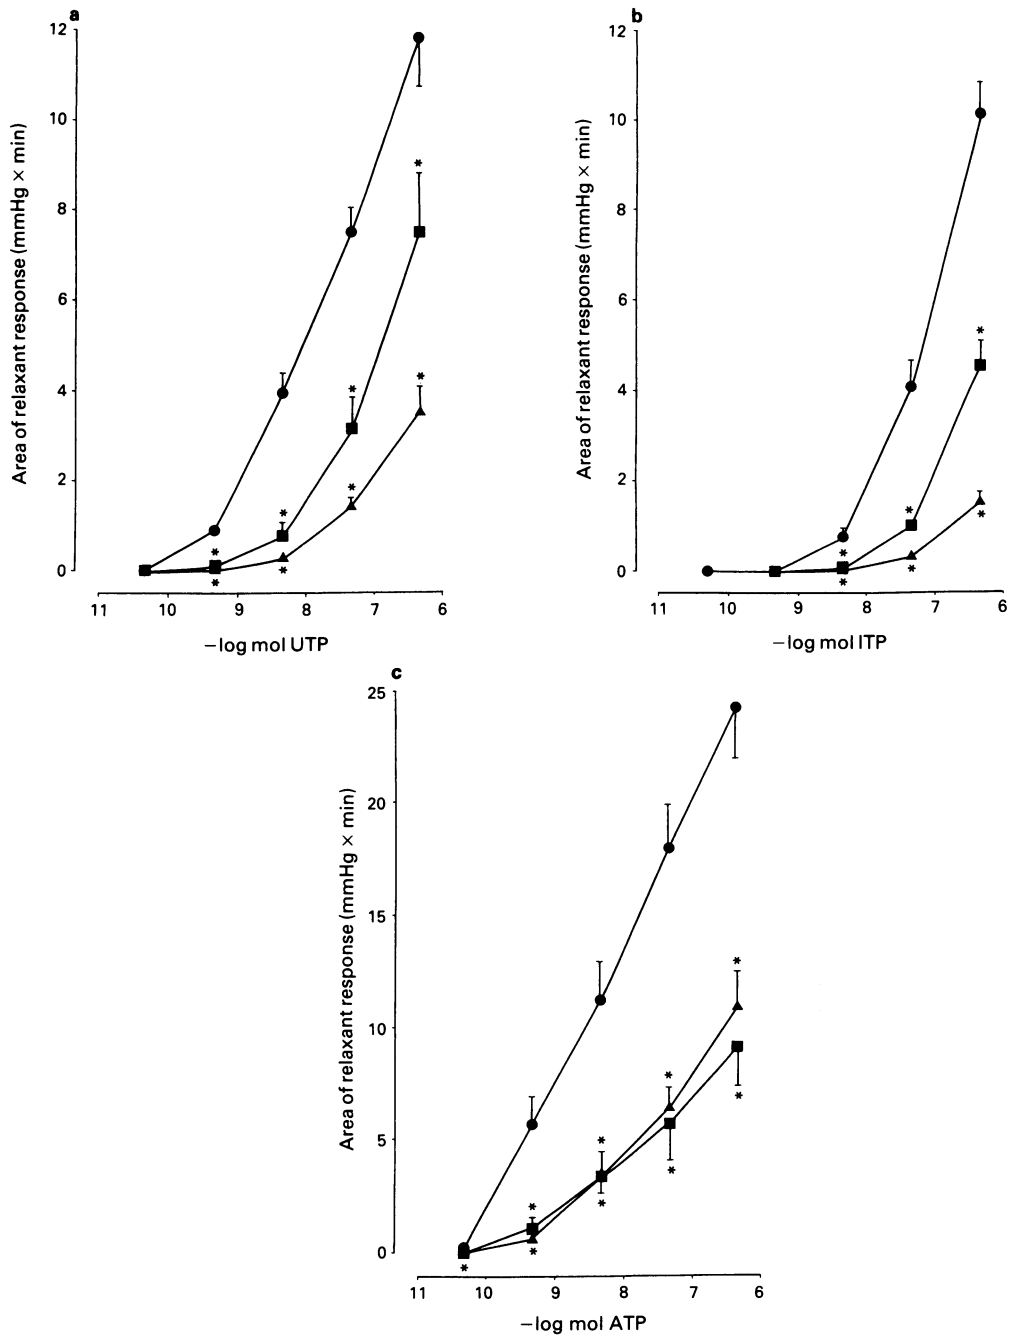 a
12
10
8
6
4
2
0
Area of relaxant response (mmHg × min)
* * * * * * *
11 10 9 8 7 6
−log mol UTP
b
12
10
8
6
4
2
0
Area of relaxant response (mmHg × min)
* * * * * *
11 10 9 8 7 6
−log mol ITP
c
25
20
15
10
5
0
Area of relaxant response (mmHg × min)
* * * * * * * * *
11 10 9 8 7 6
−log mol ATP